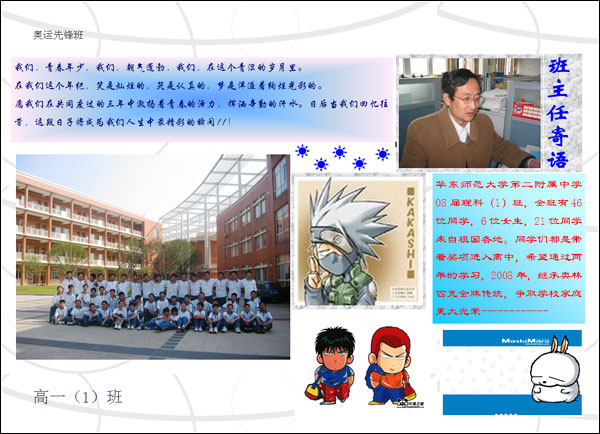 奥运先锋班
我们，青春年少，我们，朝气蓬勃，我们，在这个青涩的岁月里。
在我们这个年纪，笑是灿烂的，哭是认真的，梦是洋溢着绚烂光彩的。
愿我们在共同度过的三年中激扬着青春的活力，挥洒辛勤的汗水。日后当我们回忆往
昔，这段日子将成为我们人生中最精彩的瞬间!!!
班主任寄语
华东师范大学第二附属中学
08届理科（1）班，全班有46
位同学，6位女生，21位同学
来自祖国各地。同学们都是带
着奖项进入高中，希望通过两
年的学习，2008年，继承奥林
匹克金牌传统，争取学校家庭
更大光荣------------
KAKASHI
MashiMaro
高一（1）班